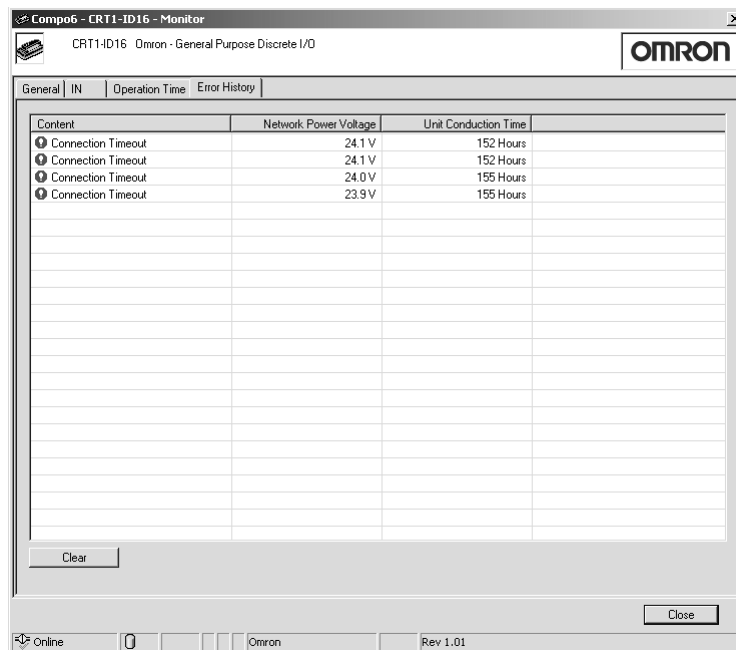 Compo6 - CRT1-ID16 - Monitor
CRT1-ID16 Omron - General Purpose Discrete I/O
OMRON
General IN Operation Time Error History
Content Network Power Voltage Unit Conduction Time
Connection Timeout 24.1 V 152 Hours
Connection Timeout 24.1 V 152 Hours
Connection Timeout 24.0 V 155 Hours
Connection Timeout 23.9 V 155 Hours
Clear
Close
Online Omron Rev 1.01